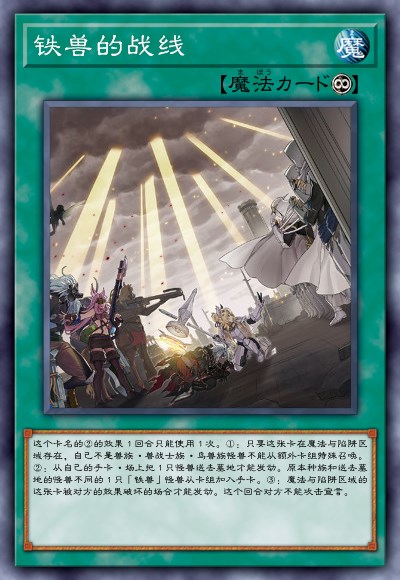 铁兽的战线
魔
まほう
【魔法カード】
这个卡名的②的效果1回合只能使用1次。①：只要这张卡在魔法与陷阱区
域存在，自己不是兽族・兽战士族・鸟兽族怪兽不能从额外卡组特殊召唤。
②：从自己的手卡・场上把1只怪兽送去墓地才能发动。原本种族和送去墓
地的怪兽不同的1只「铁兽」怪兽从卡组加入手卡。③：魔法与陷阱区域的
这张卡被对方的效果破坏的场合才能发动。这个回合对方不能攻击宣言。